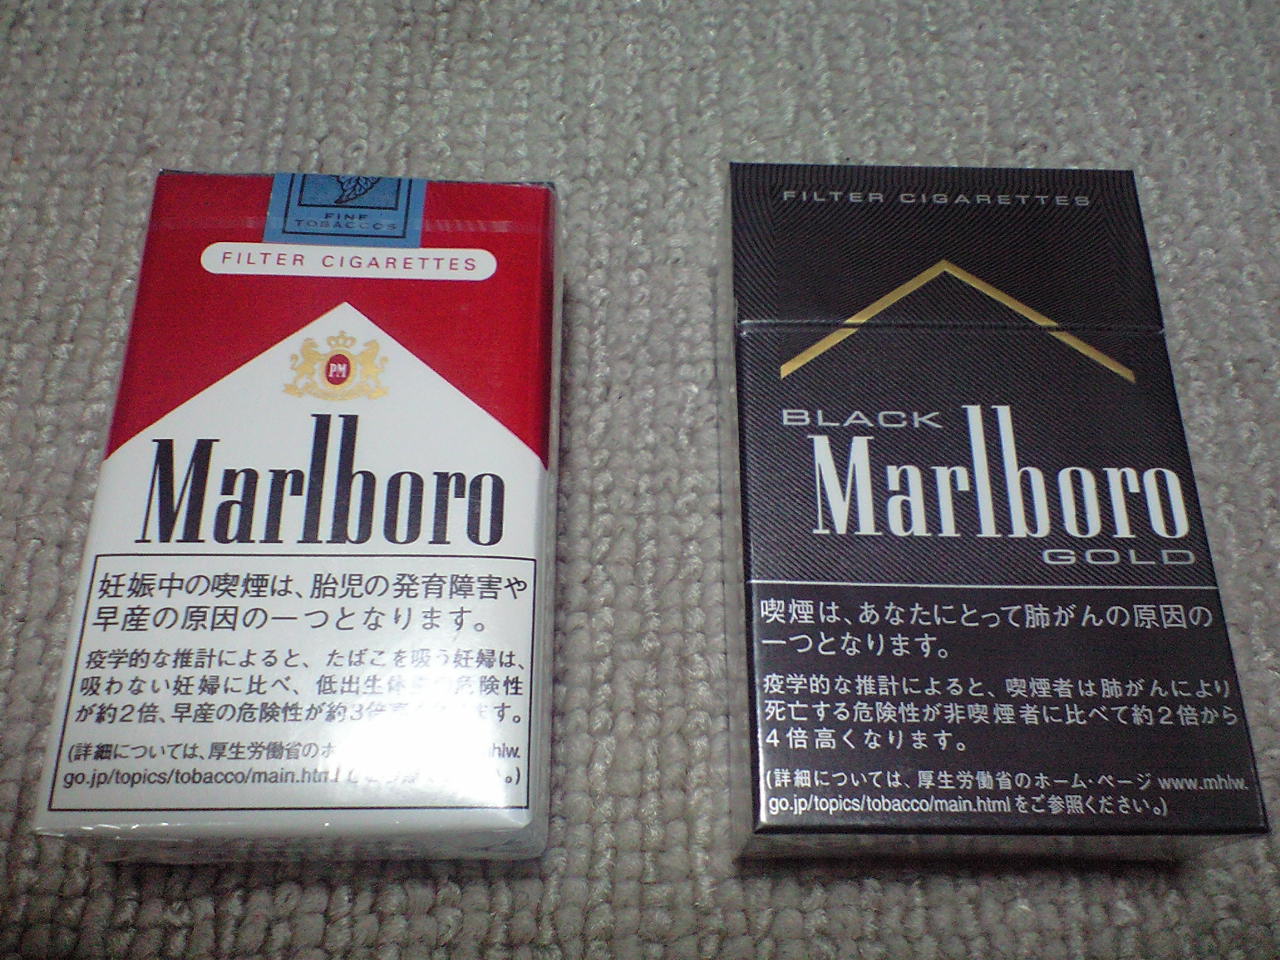 FINE
TOBACCOS
FILTER CIGARETTES
PM
Marlboro
妊娠中の喫煙は、胎児の発育障害や
早産の原因の一つとなります。
疫学的な推計によると、たばこを吸う妊婦は、
吸わない妊婦に比べ、低出生体 危険性
が約2倍、早産の危険性が約3倍 ます。
(詳細については、厚生労働省のホ mhlw.
go.jp/topics/tobacco/main.html 。)
FILTER CIGARETTES
BLACK
Marlboro
GOLD
喫煙は、あなたにとって肺がんの原因の
一つとなります。
疫学的な推計によると、喫煙者は肺がんにより
死亡する危険性が非喫煙者に比べて約2倍から
4倍高くなります。
(詳細については、厚生労働省のホーム・ページ www.mhlw.
go.jp/topics/tobacco/main.htmlをご参照ください。)